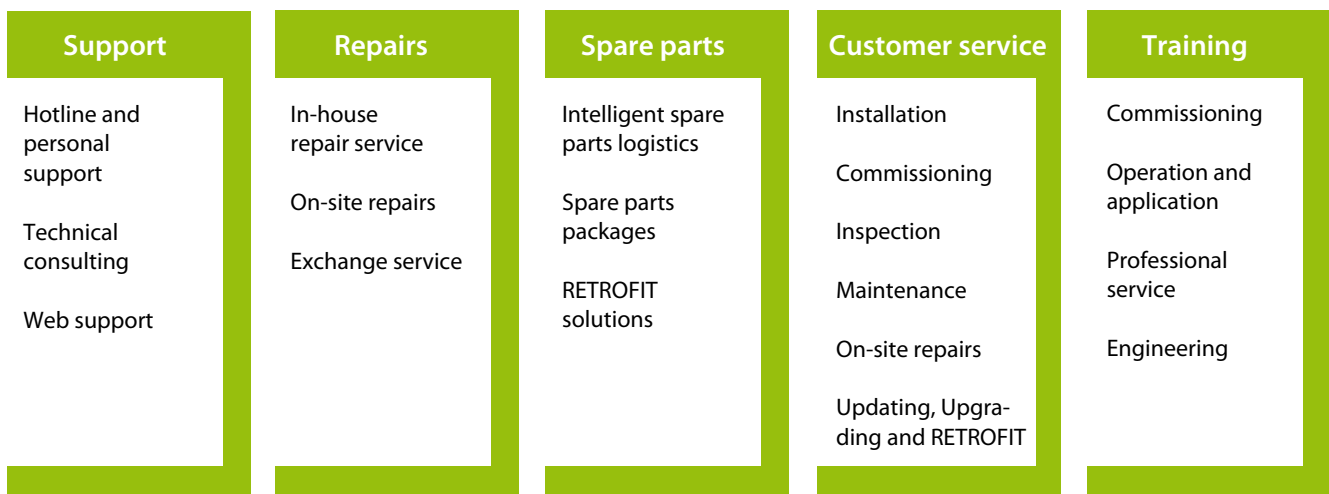 Support
Hotline and
personal
support
Technical
consulting
Web support
Repairs
In-house
repair service
On-site repairs
Exchange service
Spare parts
Intelligent spare
parts logistics
Spare parts
packages
RETROFIT
solutions
Customer service
Installation
Commissioning
Inspection
Maintenance
On-site repairs
Updating, Upgra-
ding and RETROFIT
Training
Commissioning
Operation and
application
Professional
service
Engineering